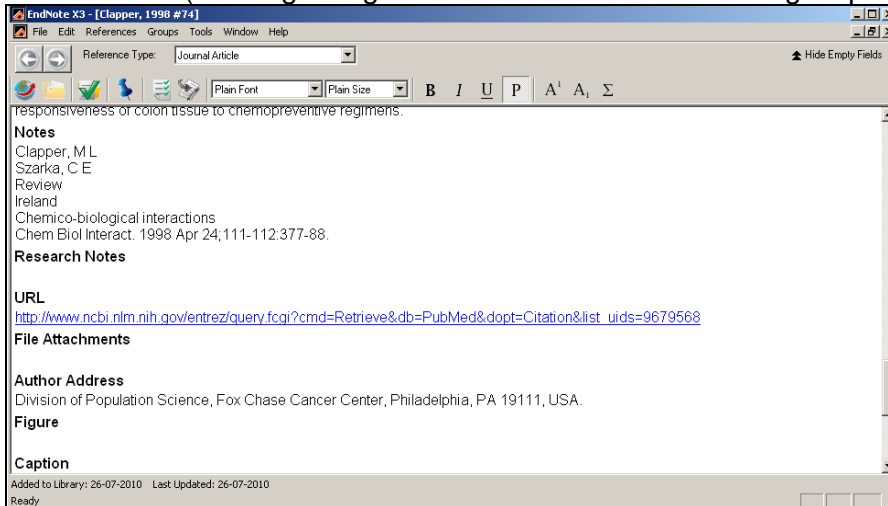 EndNote X3 - [Clapper, 1998 #74]
File Edit References Groups Tools Window Help
Reference Type: Journal Article Hide Empty Fields
Plain Font Plain Size B I U P A¹ A₁ Σ
responsiveness of colon tissue to chemopreventive regimens.
Notes
Clapper, M L
Szarka, C E
Review
Ireland
Chemico-biological interactions
Chem Biol Interact. 1998 Apr 24;111-112:377-88.
Research Notes
URL
http://www.ncbi.nlm.nih.gov/entrez/query.fcgi?cmd=Retrieve&db=PubMed&dopt=Citation&list_uids=9679568
File Attachments
Author Address
Division of Population Science, Fox Chase Cancer Center, Philadelphia, PA 19111, USA.
Figure
Caption
Added to Library: 26-07-2010 Last Updated: 26-07-2010
Ready